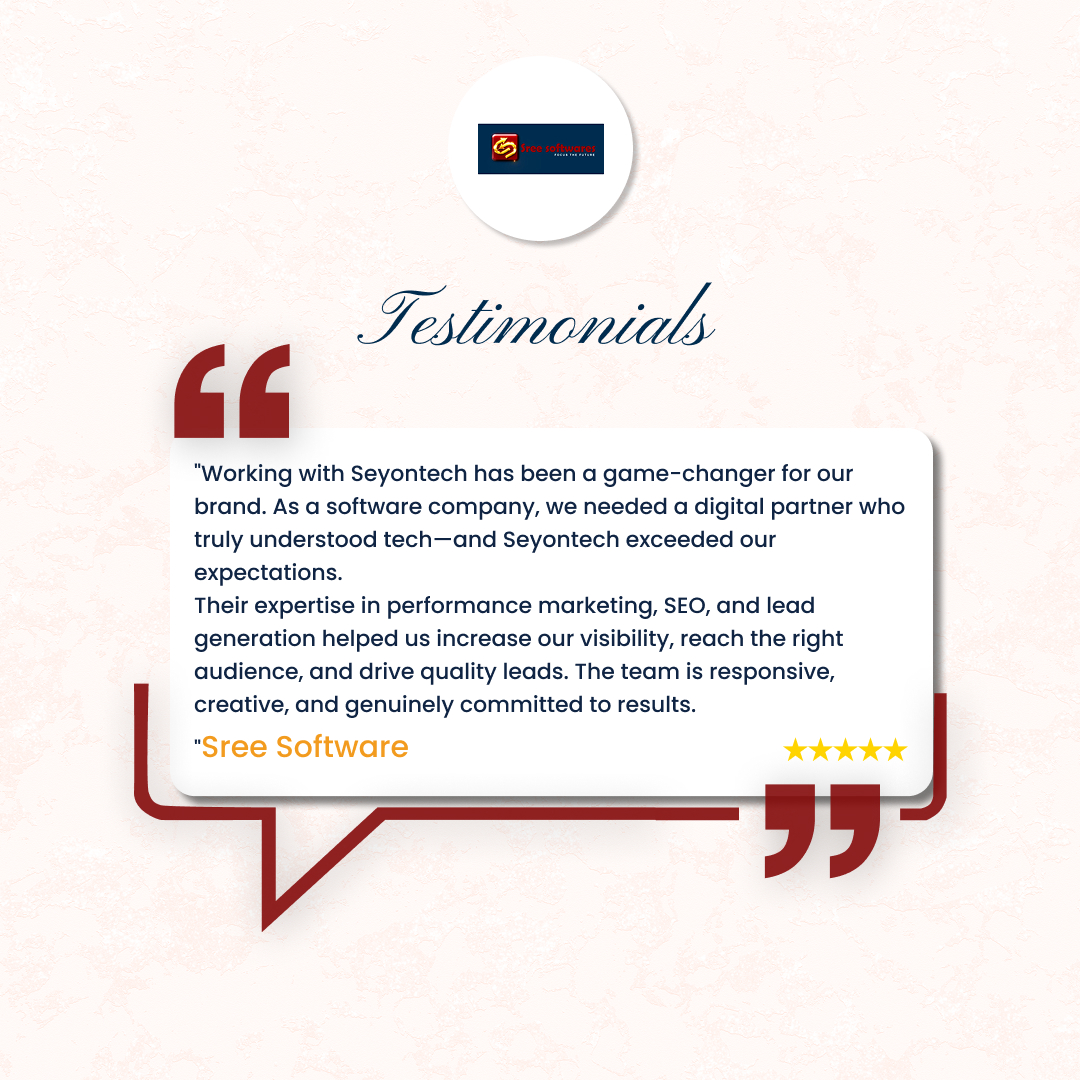 Sree softwares
FOCUS THE FUTURE
Testimonials
"Working with Seyontech has been a game-changer for our
brand. As a software company, we needed a digital partner who
truly understood tech—and Seyontech exceeded our
expectations.
Their expertise in performance marketing, SEO, and lead
generation helped us increase our visibility, reach the right
audience, and drive quality leads. The team is responsive,
creative, and genuinely committed to results.
"Sree Software